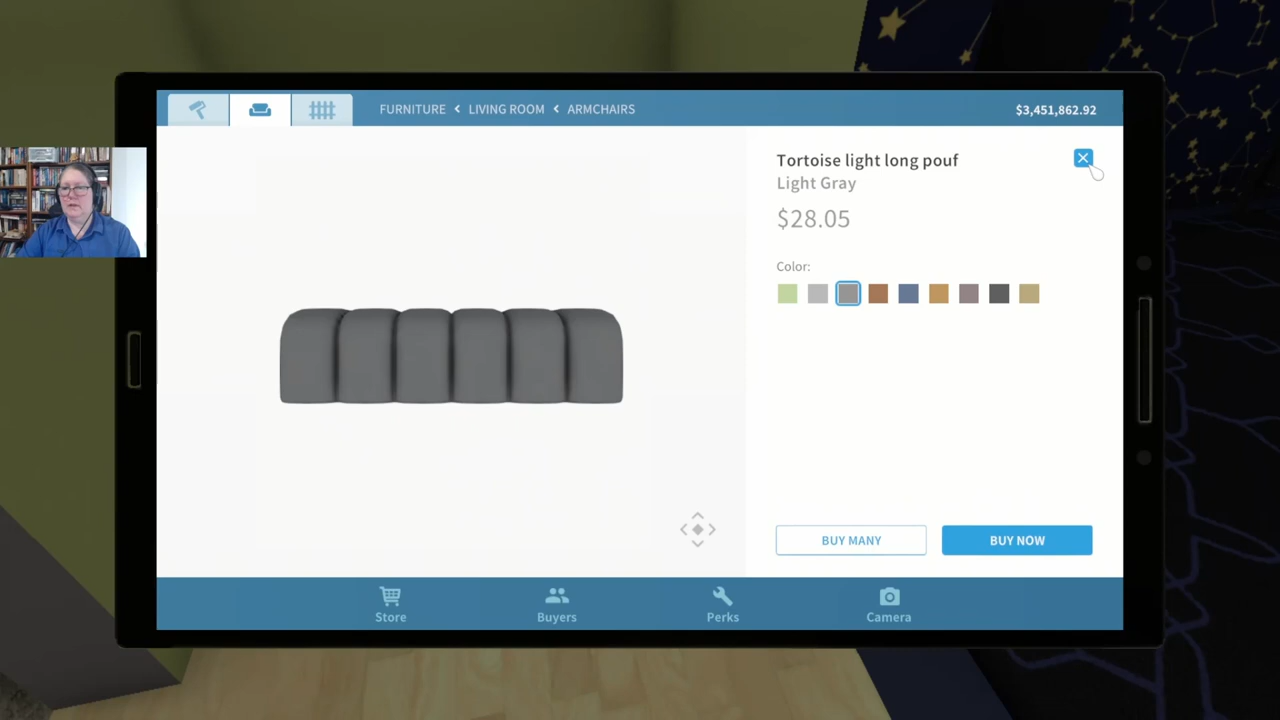 FURNITURE < LIVING ROOM < ARMCHAIRS
$3,451,862.92
Tortoise light long pouf
Light Gray
$28.05
Color:
BUY MANY
BUY NOW
Store
Buyers
Perks
Camera